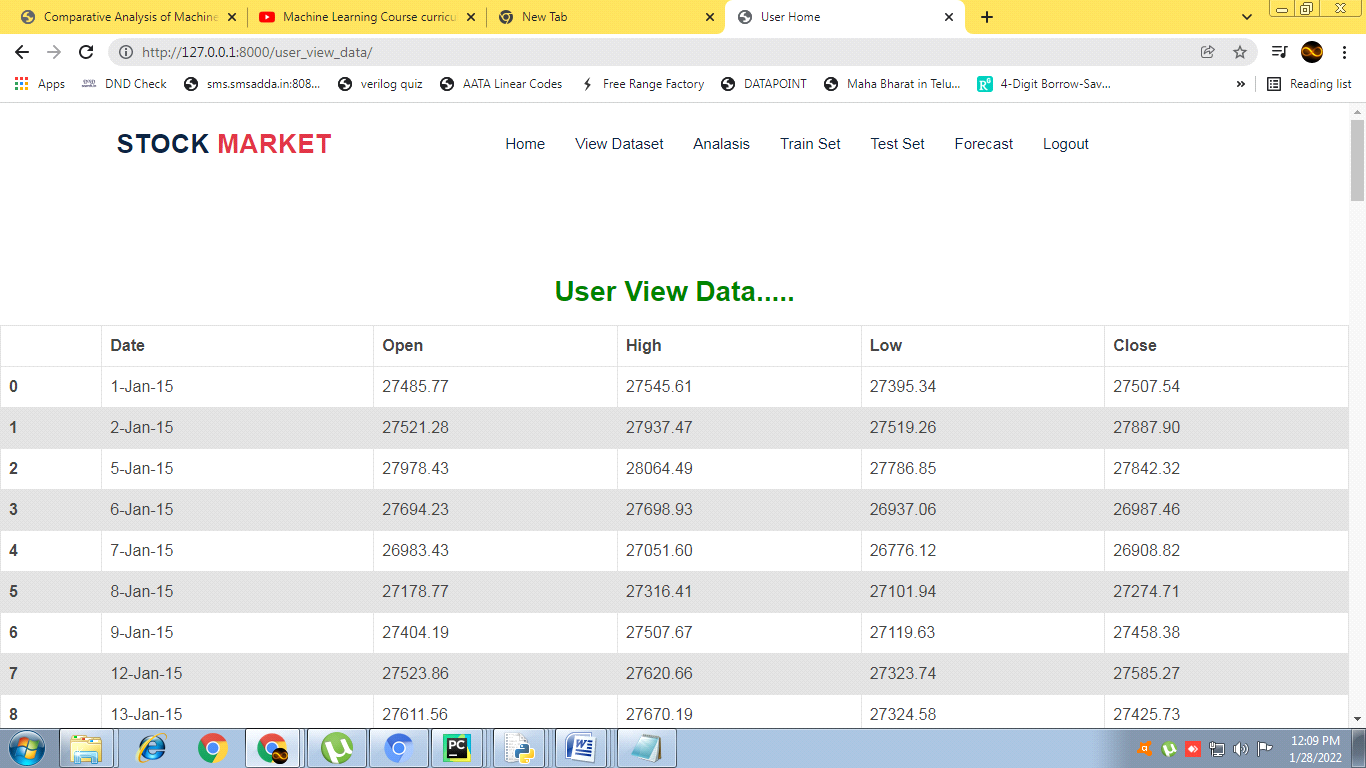 Comparative Analysis of Machine
Machine Learning Course curricu
New Tab
User Home
http://127.0.0.1:8000/user_view_data/
Apps
DND Check
sms.smsadda.in:808...
verilog quiz
AATA Linear Codes
Free Range Factory
DATAPOINT
Maha Bharat in Telu...
4-Digit Borrow-Sav...
»
Reading list
STOCK MARKET
Home View Dataset Analasis Train Set Test Set Forecast Logout
User View Data.....
Date Open High Low Close
0 1-Jan-15 27485.77 27545.61 27395.34 27507.54
1 2-Jan-15 27521.28 27937.47 27519.26 27887.90
2 5-Jan-15 27978.43 28064.49 27786.85 27842.32
3 6-Jan-15 27694.23 27698.93 26937.06 26987.46
4 7-Jan-15 26983.43 27051.60 26776.12 26908.82
5 8-Jan-15 27178.77 27316.41 27101.94 27274.71
6 9-Jan-15 27404.19 27507.67 27119.63 27458.38
7 12-Jan-15 27523.86 27620.66 27323.74 27585.27
8 13-Jan-15 27611.56 27670.19 27324.58 27425.73
PC
12:09 PM
1/28/2022